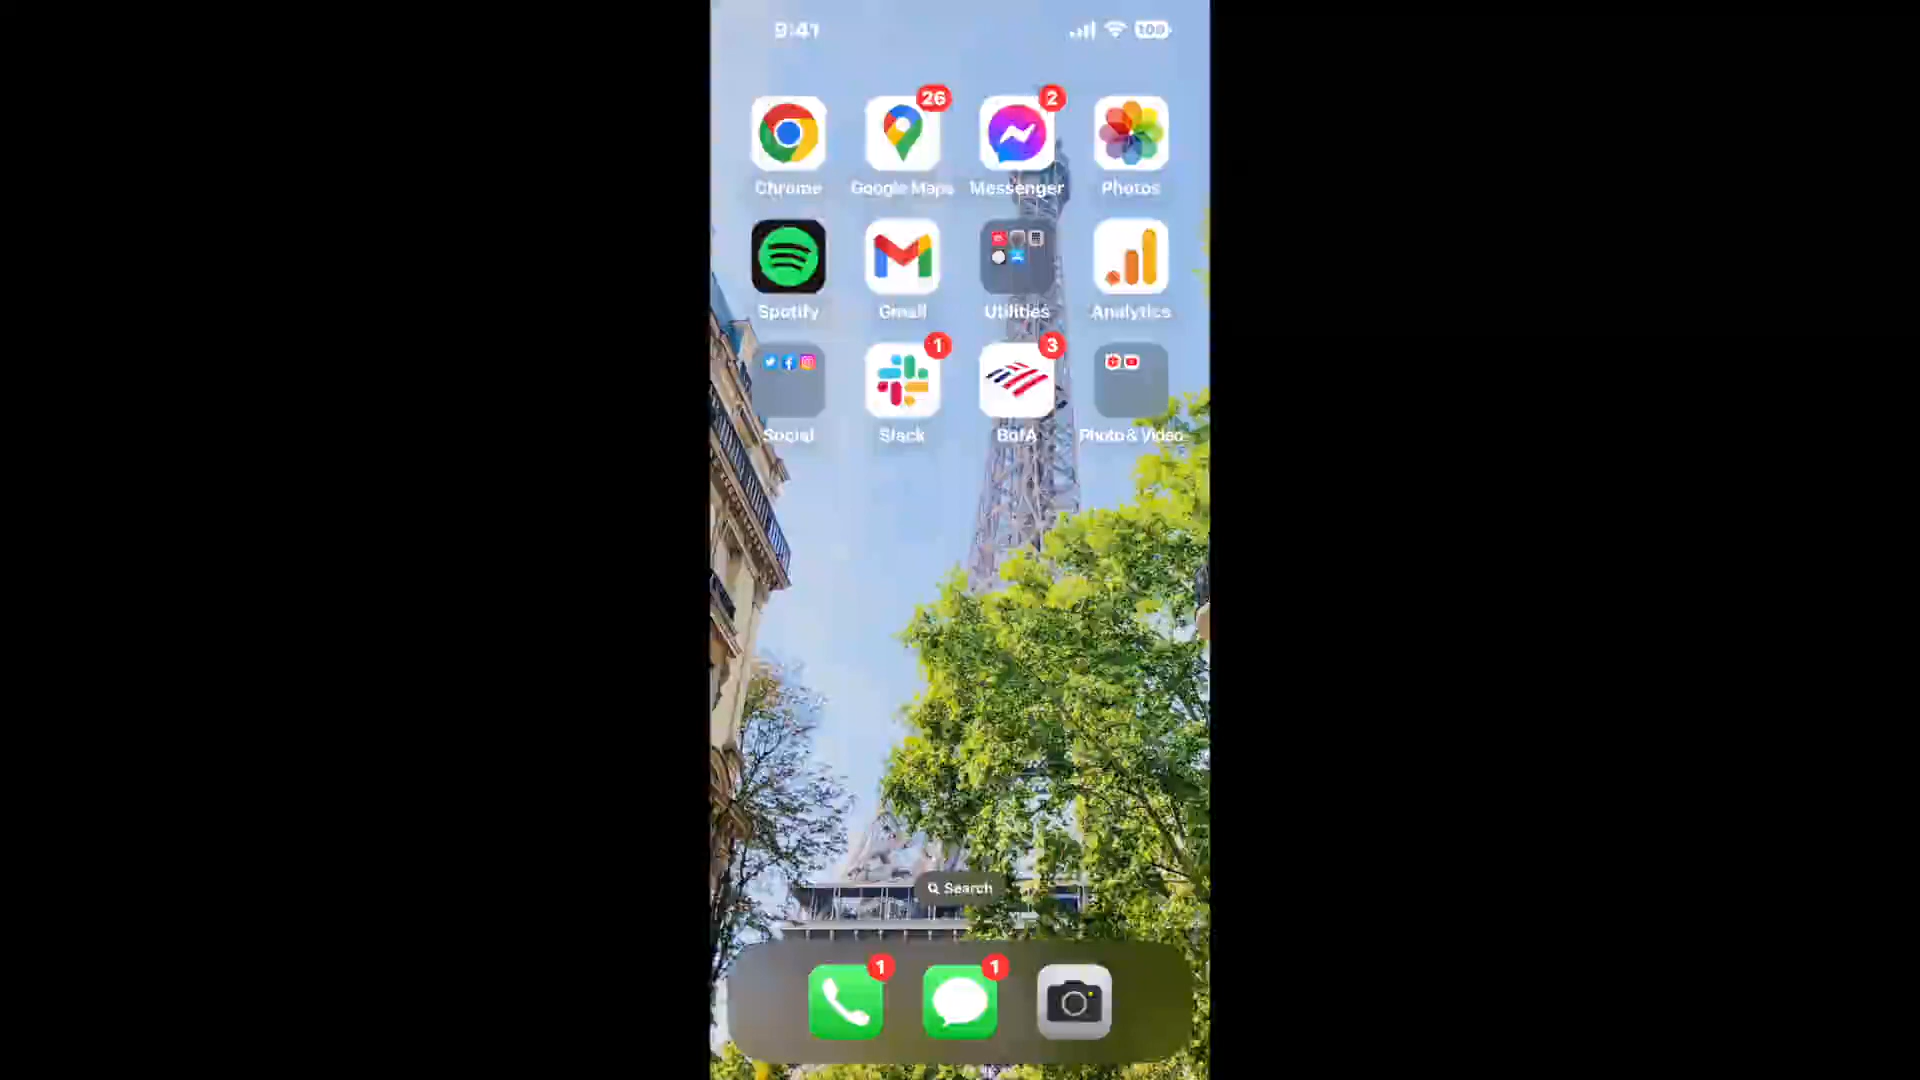 9:41
100
26
2
Chrome
Google Maps
Messenger
Photos
Spotify
Gmail
Utilities
Analytics
1
3
Social
Slack
BofA
Photo & Video
Search
1
1